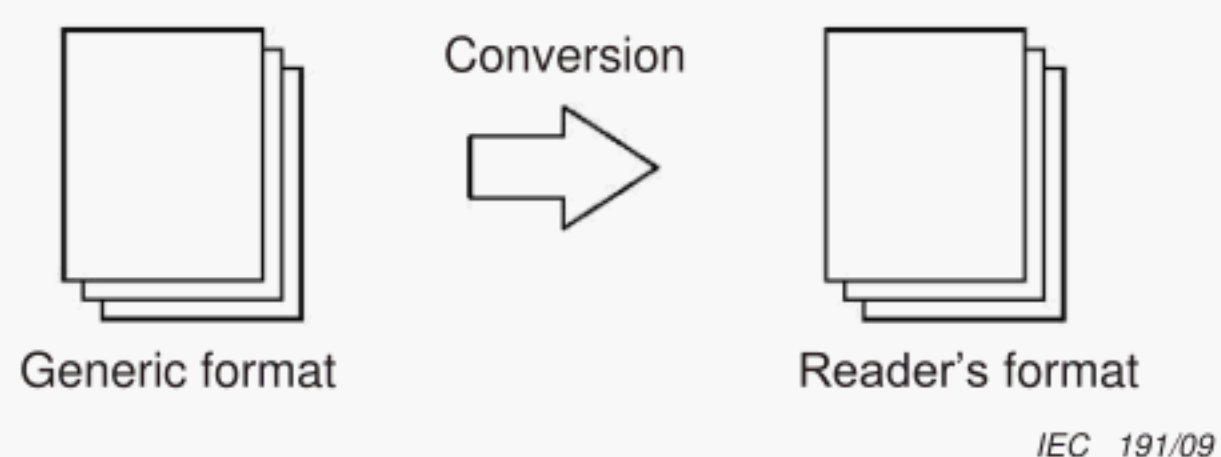 Conversion
Generic format
Reader's format
IEC 191/09